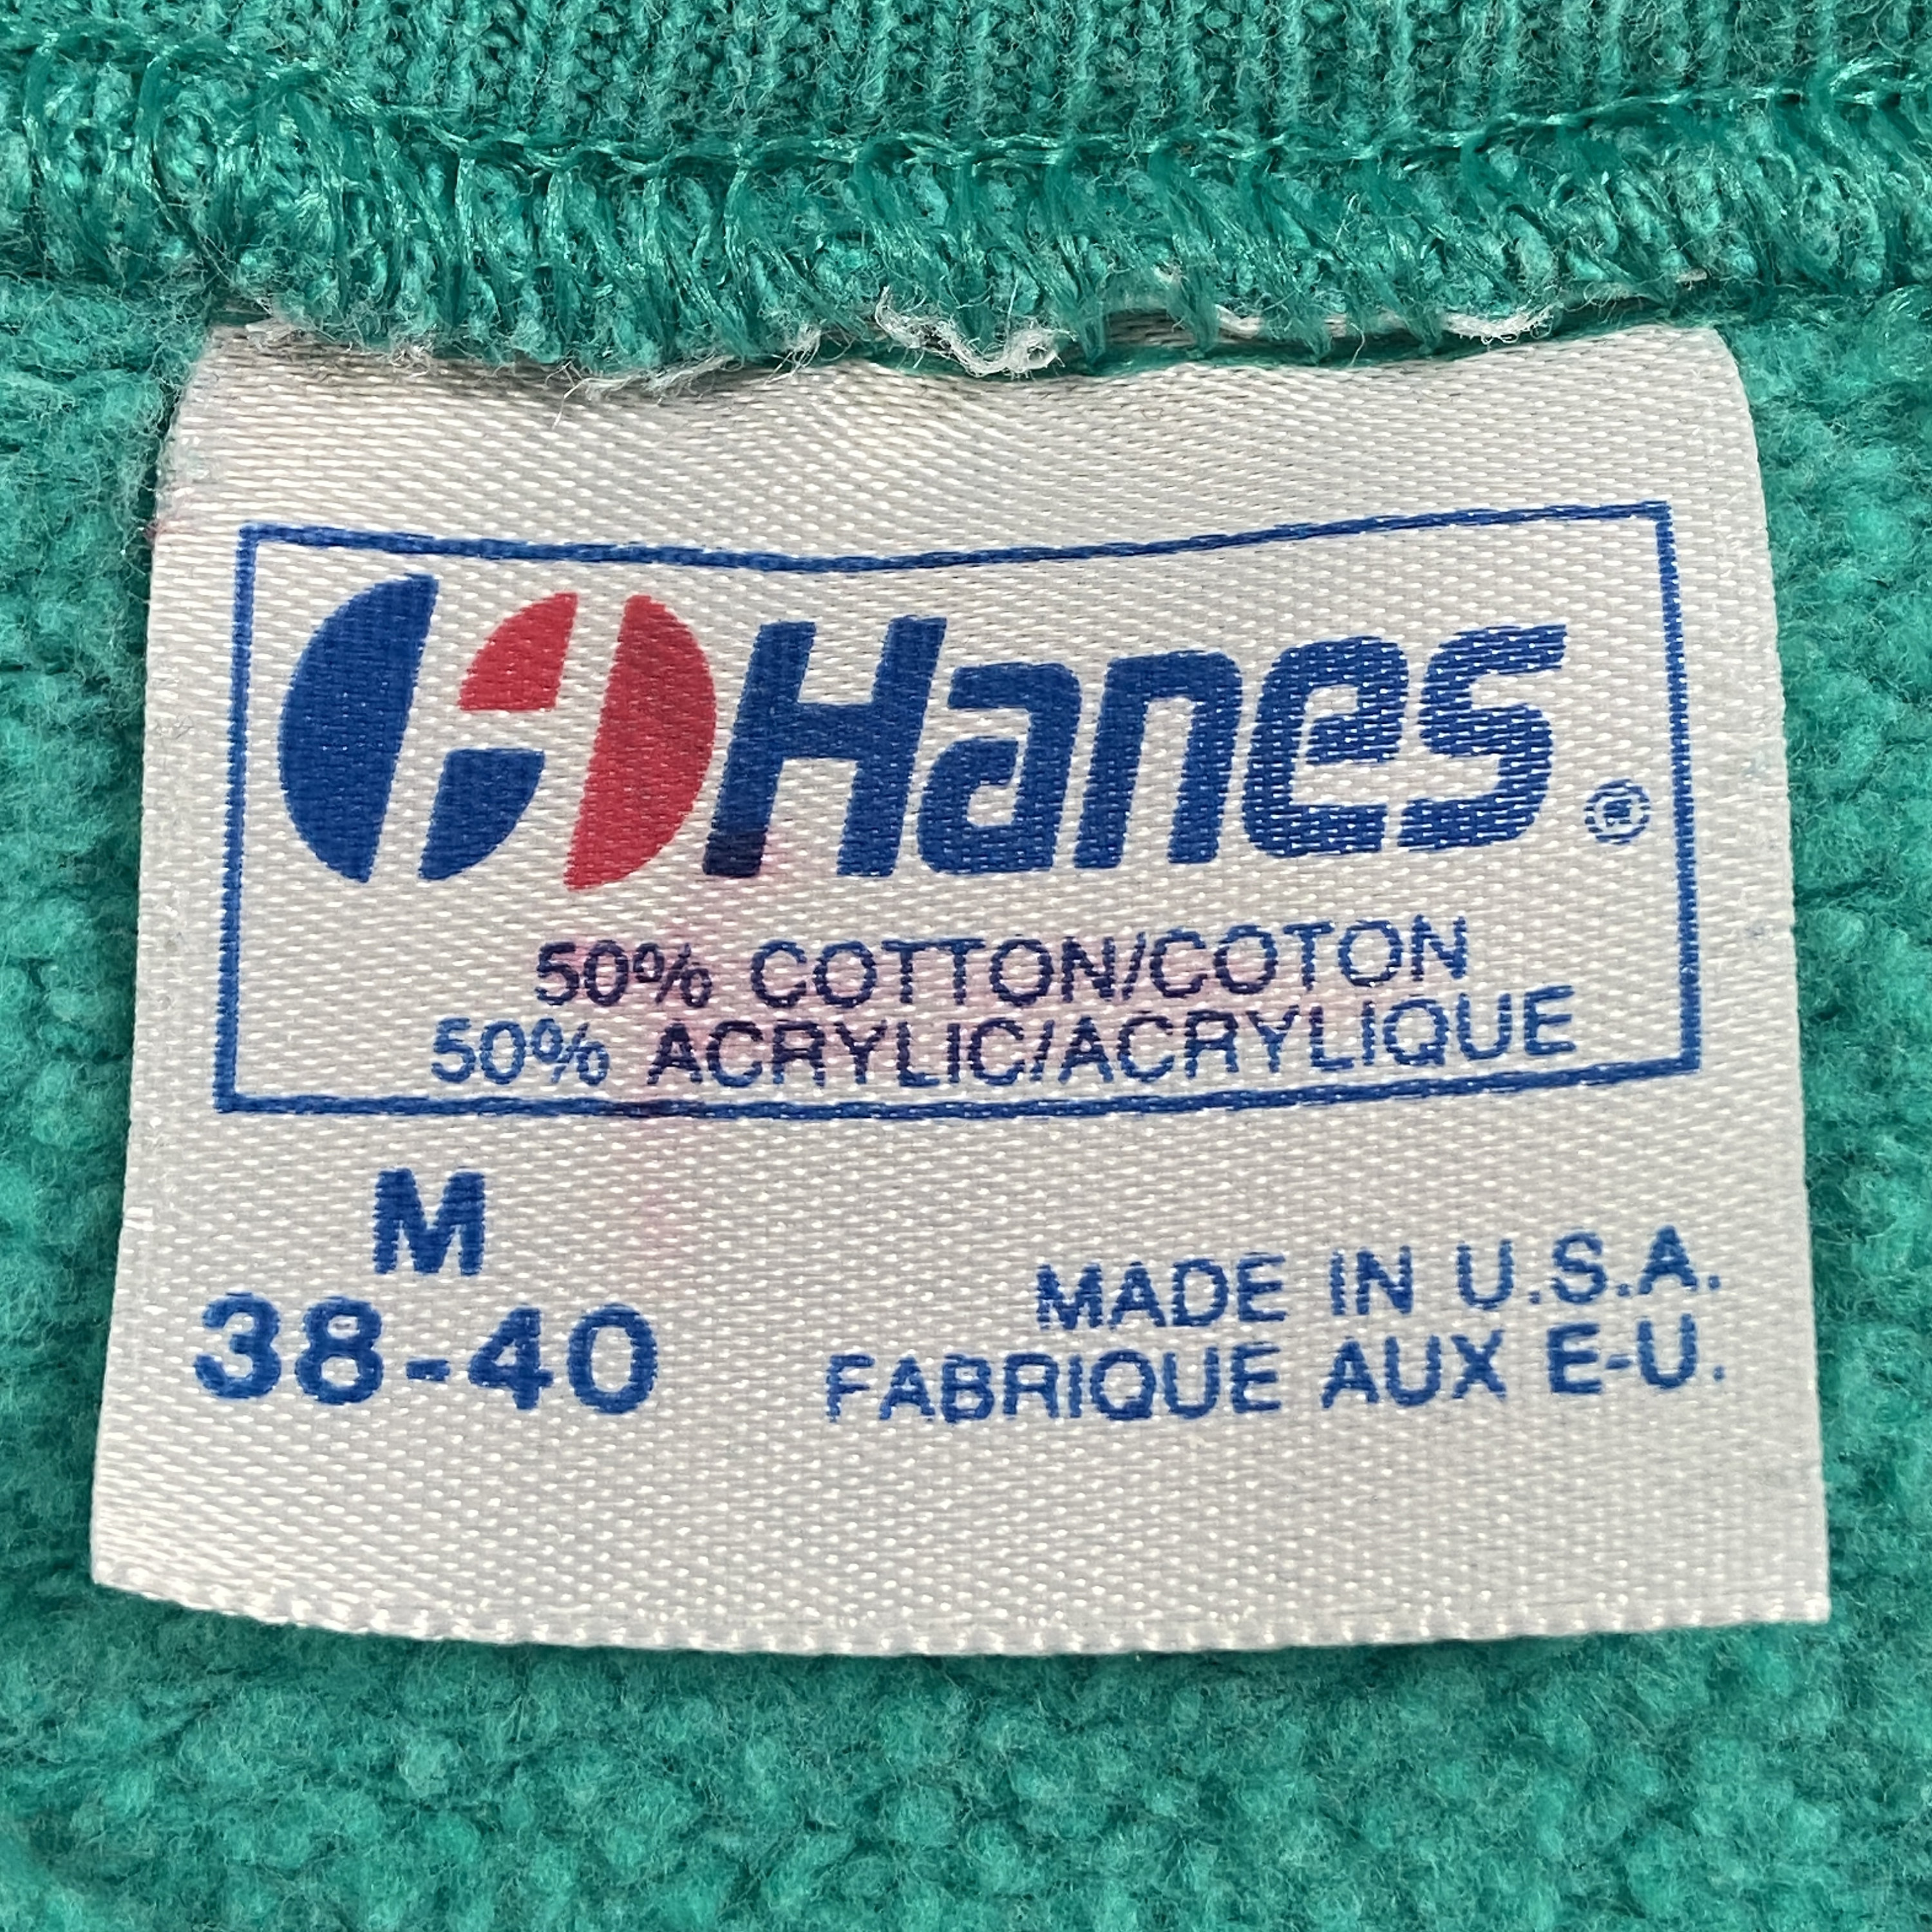 Hanes®
50% COTTON/COTON
50% ACRYLIC/ACRYLIQUE
M
38-40
MADE IN U.S.A.
FABRIQUE AUX E-U.